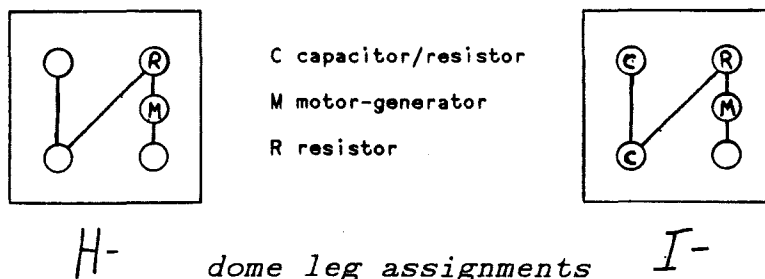 R
M
C capacitor/resistor
M motor-generator
R resistor
C
R
M
C
H-
dome leg assignments
I-